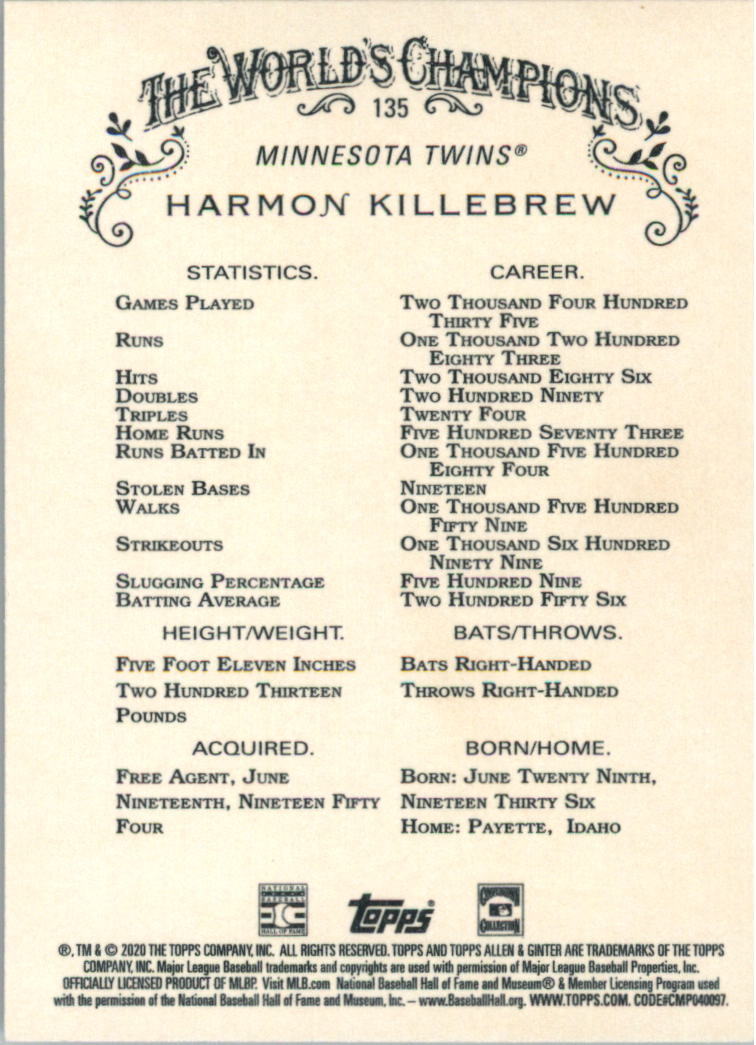 THE WORLD'S CHAMPIONS
135
MINNESOTA TWINS®
HARMON KILLEBREW
STATISTICS. CAREER.
GAMES PLAYED TWO THOUSAND FOUR HUNDRED
THIRTY FIVE
RUNS ONE THOUSAND TWO HUNDRED
EIGHTY THREE
HITS TWO THOUSAND EIGHTY SIX
DOUBLES TWO HUNDRED NINETY
TRIPLES TWENTY FOUR
HOME RUNS FIVE HUNDRED SEVENTY THREE
RUNS BATTED IN ONE THOUSAND FIVE HUNDRED
EIGHTY FOUR
STOLEN BASES NINETEEN
WALKS ONE THOUSAND FIVE HUNDRED
FIFTY NINE
STRIKEOUTS ONE THOUSAND SIX HUNDRED
NINETY NINE
SLUGGING PERCENTAGE FIVE HUNDRED NINE
BATTING AVERAGE TWO HUNDRED FIFTY SIX
HEIGHT/WEIGHT. BATS/THROWS.
FIVE FOOT ELEVEN INCHES BATS RIGHT-HANDED
TWO HUNDRED THIRTEEN THROWS RIGHT-HANDED
POUNDS
ACQUIRED. BORN/HOME.
FREE AGENT, JUNE BORN: JUNE TWENTY NINTH,
NINETEENTH, NINETEEN FIFTY NINETEEN THIRTY SIX
FOUR HOME: PAYETTE, IDAHO
NATIONAL BASEBALL HALL OF FAME
topps®
COOPERSTOWN COLLECTION
®, TM & © 2020 THE TOPPS COMPANY, INC. ALL RIGHTS RESERVED. TOPPS AND TOPPS ALLEN & GINTER ARE TRADEMARKS OF THE TOPPS
COMPANY, INC. Major League Baseball trademarks and copyrights are used with permission of Major League Baseball Properties, Inc.
OFFICIALLY LICENSED PRODUCT OF MLBP. Visit MLB.com National Baseball Hall of Fame and Museum® & Member Licensing Program used
with the permission of the National Baseball Hall of Fame and Museum, Inc. – www.BaseballHall.org. WWW.TOPPS.COM. CODE#CMP040097.